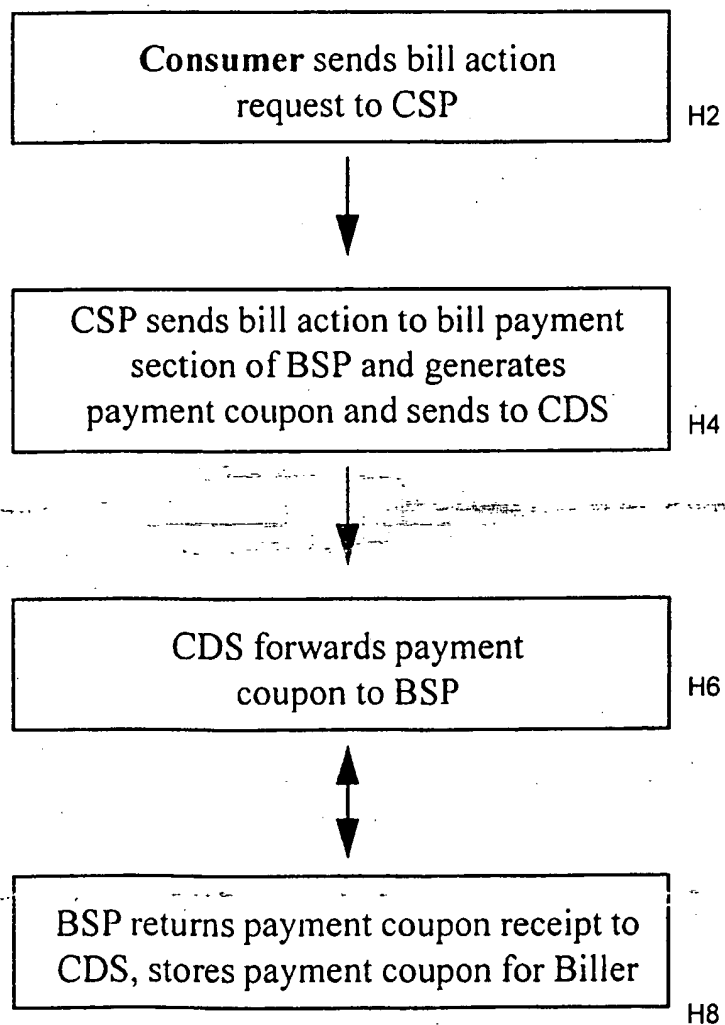 Consumer sends bill action
request to CSP
H2
CSP sends bill action to bill payment
section of BSP and generates
payment coupon and sends to CDS
H4
CDS forwards payment
coupon to BSP
H6
BSP returns payment coupon receipt to
CDS, stores payment coupon for Biller
H8